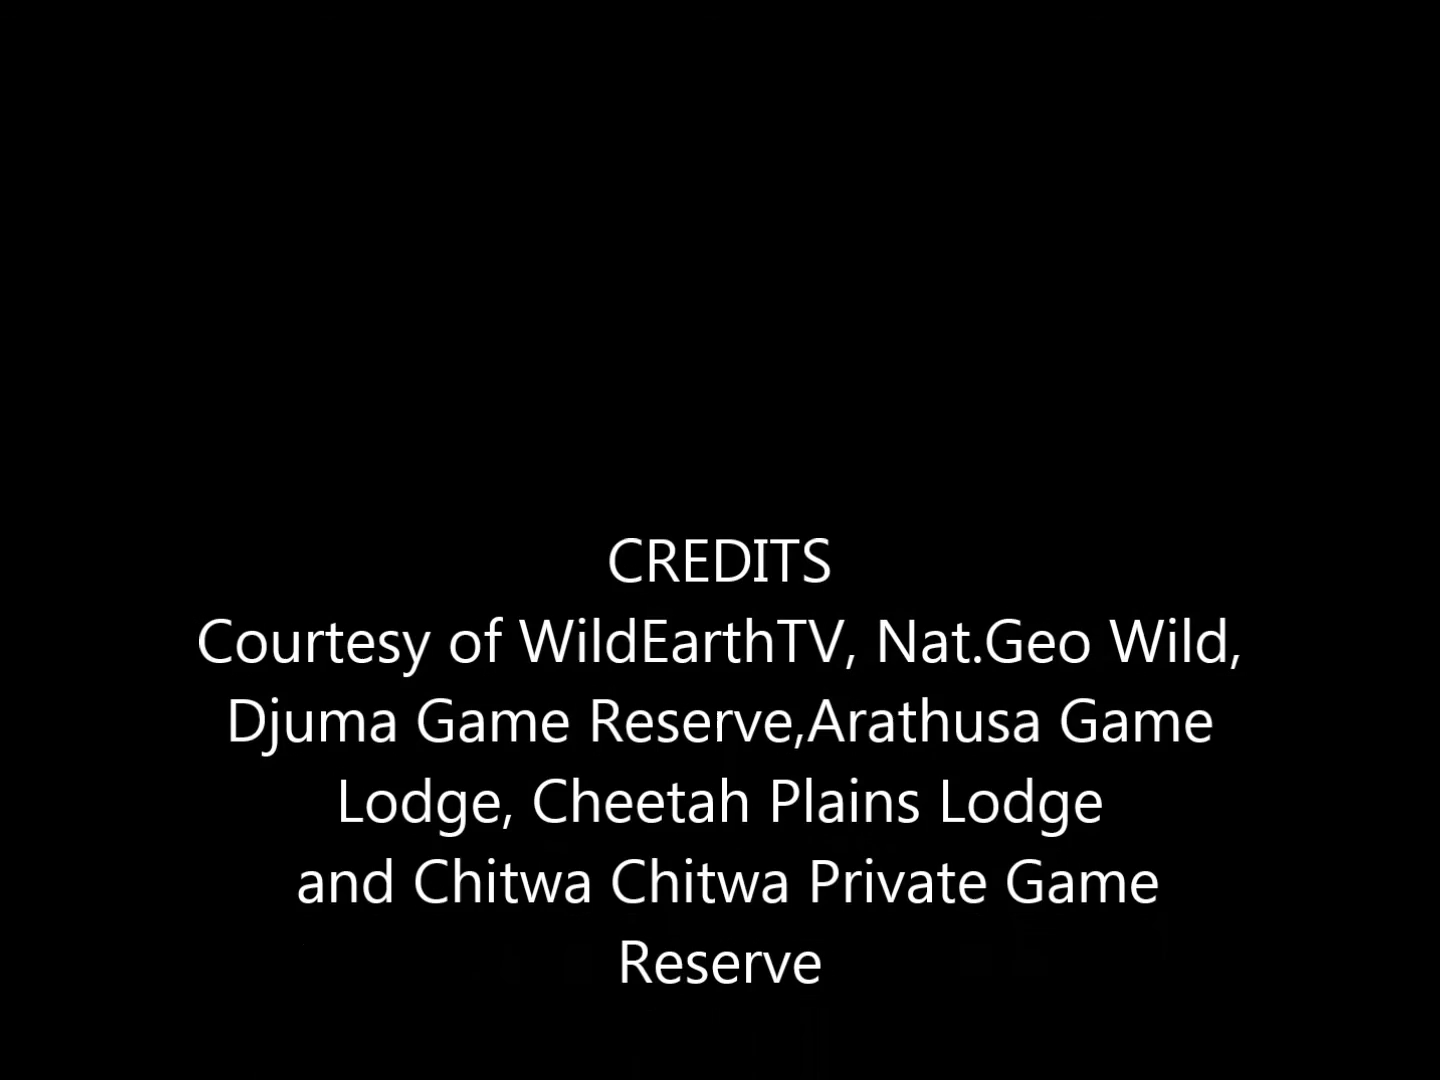 CREDITS
Courtesy of WildEarthTV, Nat.Geo Wild,
Djuma Game Reserve,Arathusa Game
Lodge, Cheetah Plains Lodge
and Chitwa Chitwa Private Game
Reserve